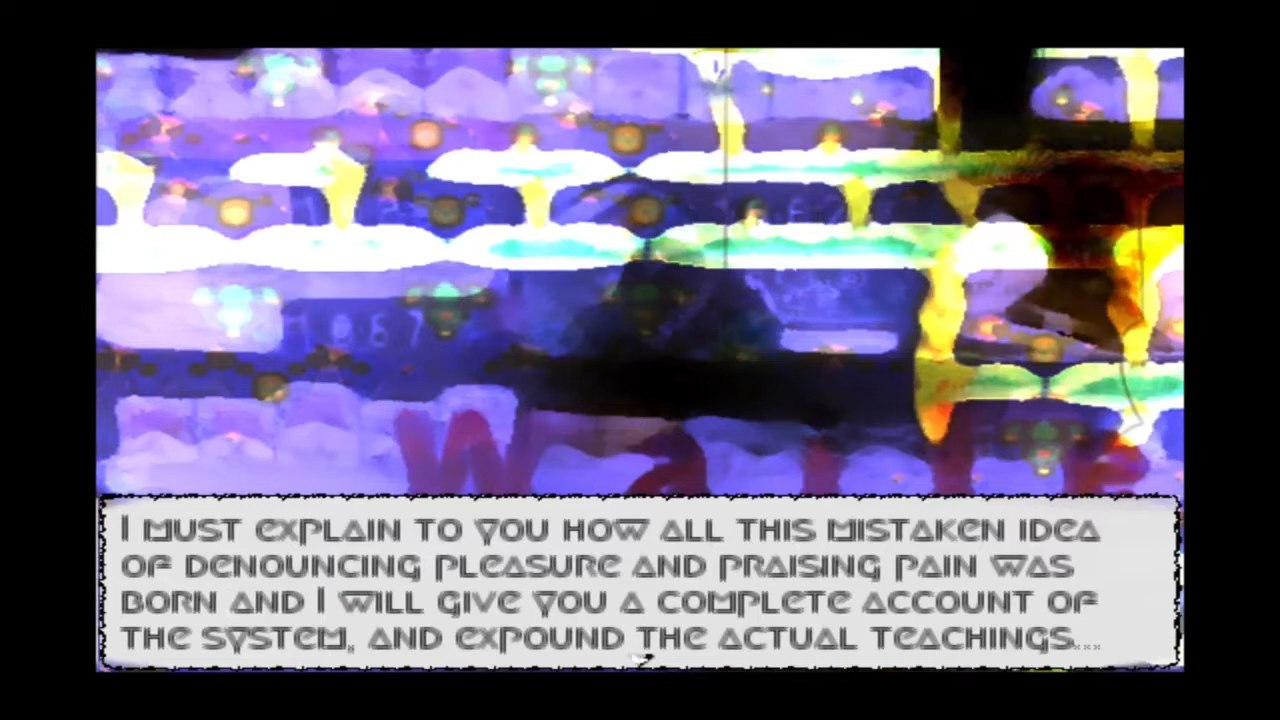 1867
I must explain to you how all this mistaken idea
of denouncing pleasure and praising pain was
born and I will give you a complete account of
the system, and expound the actual teachings...